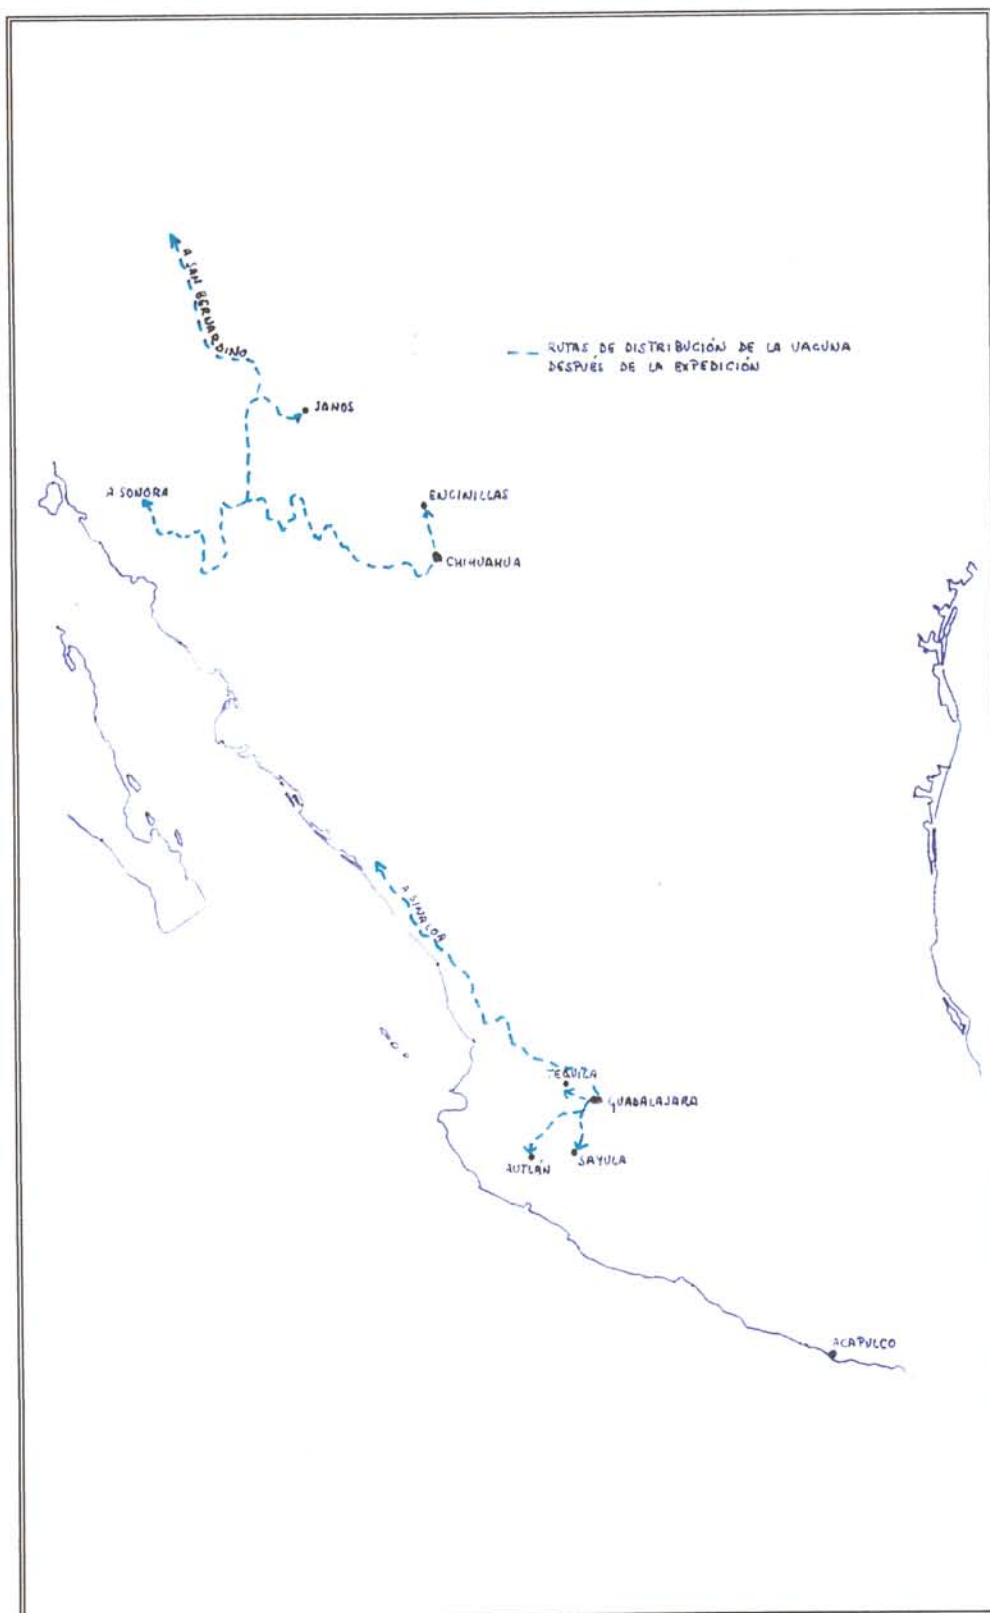 A SAN BERNARDINO
RUTAS DE DISTRIBUCIÓN DE LA VACUNA
DESPUÉS DE LA EXPEDICIÓN
JANOS
A SONORA
ENCINILLAS
CHIHUAHUA
A SINALOA
TEQUILA
GUADALAJARA
AUTLÁN
SAYULA
ACAPULCO